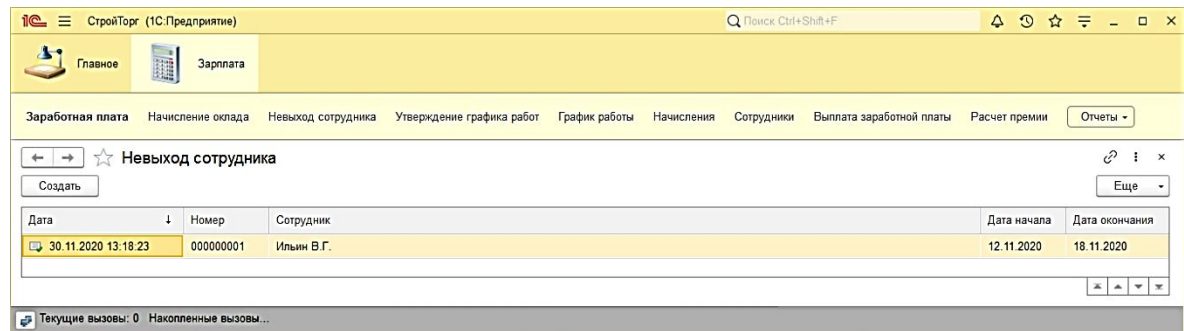 1С СтройТорг (1С:Предприятие) Поиск Ctrl+Shift+F
Главное Зарплата
Заработная плата Начисление оклада Невыход сотрудника Утверждение графика работ График работы Начисления Сотрудники Выплата заработной платы Расчет премии Отчеты
Невыход сотрудника
Создать Еще
Дата Номер Сотрудник Дата начала Дата окончания
30.11.2020 13:18:23 000000001 Ильин В.Г. 12.11.2020 18.11.2020
Текущие вызовы: 0 Накопленные вызовы...